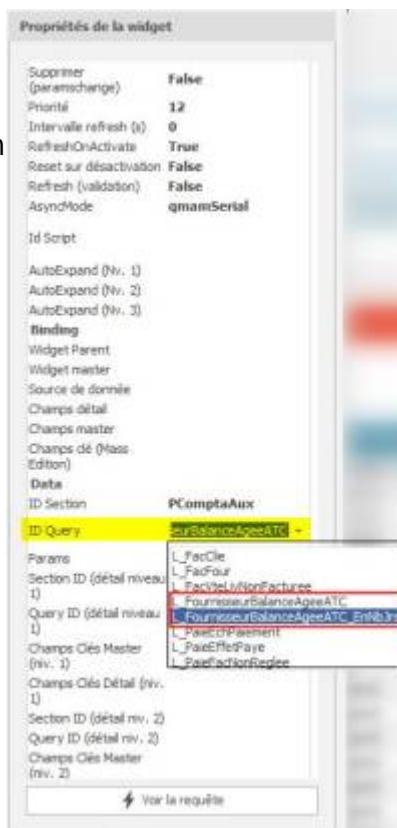 Propriétés de la widget
n
Supprimer
(paramschange) False
Priorité 12
Intervalle refresh (s) 0
RefreshOnActivate True
Reset sur désactivation False
Refresh (validation) False
AsyncMode qmamSerial
Id Script
AutoExpand (Nv. 1)
AutoExpand (Nv. 2)
AutoExpand (Nv. 3)
Binding
Widget Parent
Widget master
Source de donnée
Champs détail
Champs master
Champs clé (Mass
Edition)
Data
ID Section PComptaAux
ID Query seurBalanceAgeeATC
L_FacClie
L_FacFour
L_FacVteLivNonFacturee
L_FournisseurBalanceAgeeATC
L_FournisseurBalanceAgeeATC_EnNbJrs
L_PaieEchPaiement
L_PaieEffetPaye
L_PaieFactNonReglee
Params
Section ID (détail niveau
1)
Query ID (détail niveau
1)
Champs Clés Master
(niv. 1)
Champs Clés Détail (niv.
1)
Section ID (détail niv. 2)
Query ID (détail niv. 2)
Champs Clés Master
(niv. 2)
Voir la requête